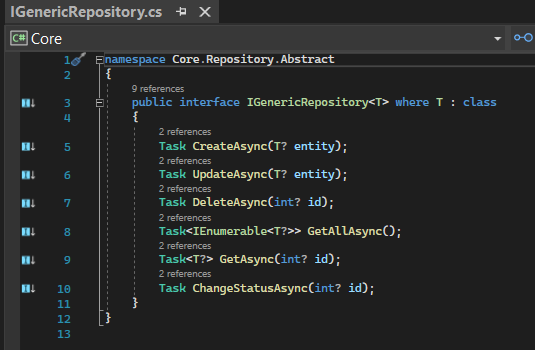 IGenericRepository.cs
C# Core
1 namespace Core.Repository.Abstract
2 {
9 references
3 public interface IGenericRepository<T> where T : class
4 {
2 references
5 Task CreateAsync(T? entity);
2 references
6 Task UpdateAsync(T? entity);
2 references
7 Task DeleteAsync(int? id);
2 references
8 Task<IEnumerable<T?>> GetAllAsync();
2 references
9 Task<T?> GetAsync(int? id);
2 references
10 Task ChangeStatusAsync(int? id);
11 }
12 }
13